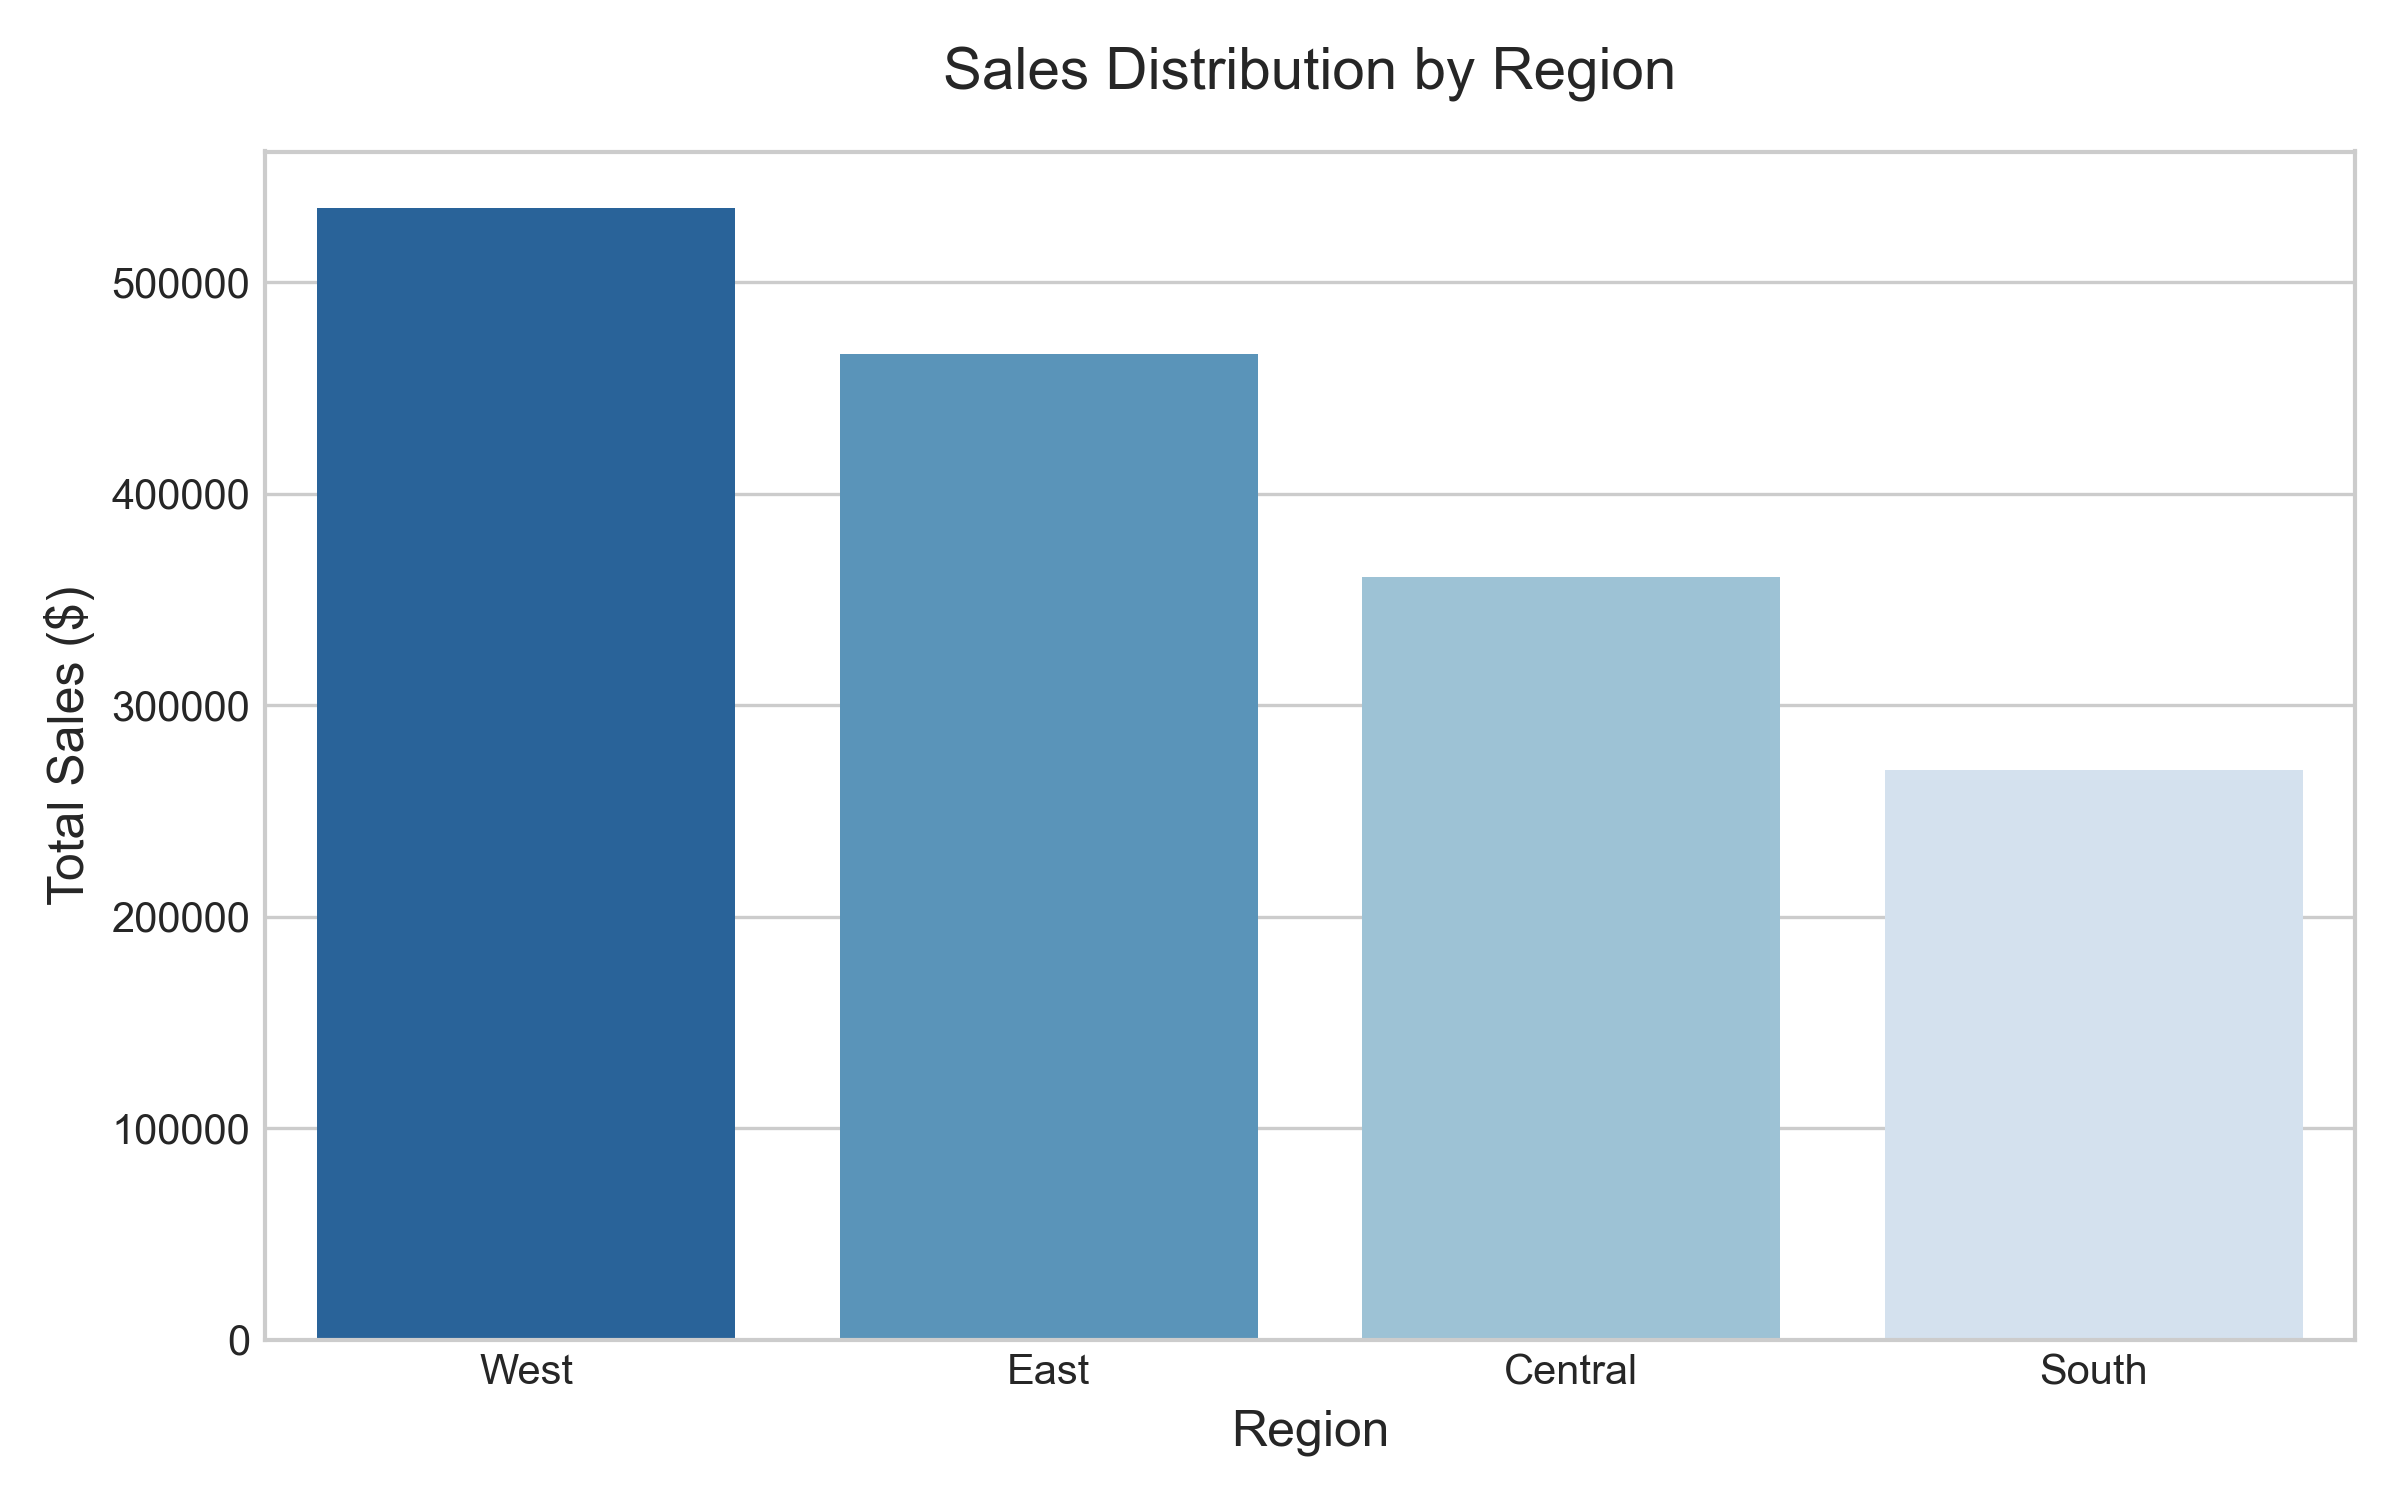 Sales Distribution by Region
Total Sales ($)
500000
400000
300000
200000
100000
0
West
East
Central
South
Region